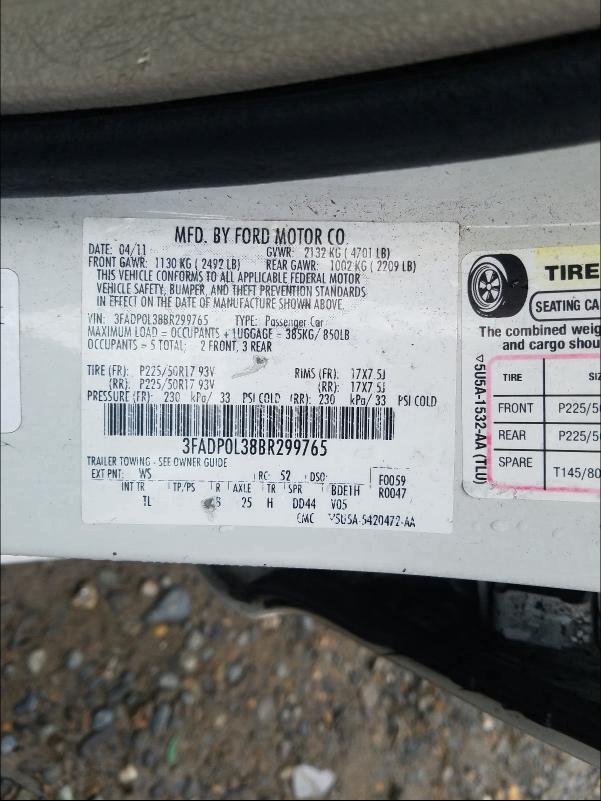 MFD. BY FORD MOTOR CO.
DATE: 04/11 GVWR: 2132 KG ( 4701 LB)
FRONT GAWR: 1130 KG ( 2492 LB) REAR GAWR: 1002 KG ( 2209 LB)
THIS VEHICLE CONFORMS TO ALL APPLICABLE FEDERAL MOTOR
VEHICLE SAFETY, BUMPER, AND THEFT PREVENTION STANDARDS
IN EFFECT ON THE DATE OF MANUFACTURE SHOWN ABOVE.
VIN: 3FADP0L38BR299765 TYPE: Passenger Car
MAXIMUM LOAD = OCCUPANTS + LUGGAGE = 385KG/ 850LB
OCCUPANTS = 5 TOTAL; 2 FRONT, 3 REAR
TIRE (FR): P225/50R17 93V RIMS (FR): 17X7.5J
(RR): P225/50R17 93V (RR): 17X7.5J
PRESSURE (FR): 230 kPa/ 33 PSI COLD (RR): 230 kPa/ 33 PSI COLD
3FADP0L38BR299765
TRAILER TOWING - SEE OWNER GUIDE
EXT PNT: WS RC: 52 DSO: F0059
INT TR TP/PS R AXLE TR SPR BDE1H R0047
TL 25 H DD44 V05
CMC V5U5A-5420472-AA
TIRE
SEATING CA
The combined weig
and cargo shou
TIRE SIZ
FRONT P225/50
REAR P225/5
SPARE T145/80
▽5U5A-1532-AA (TLU)